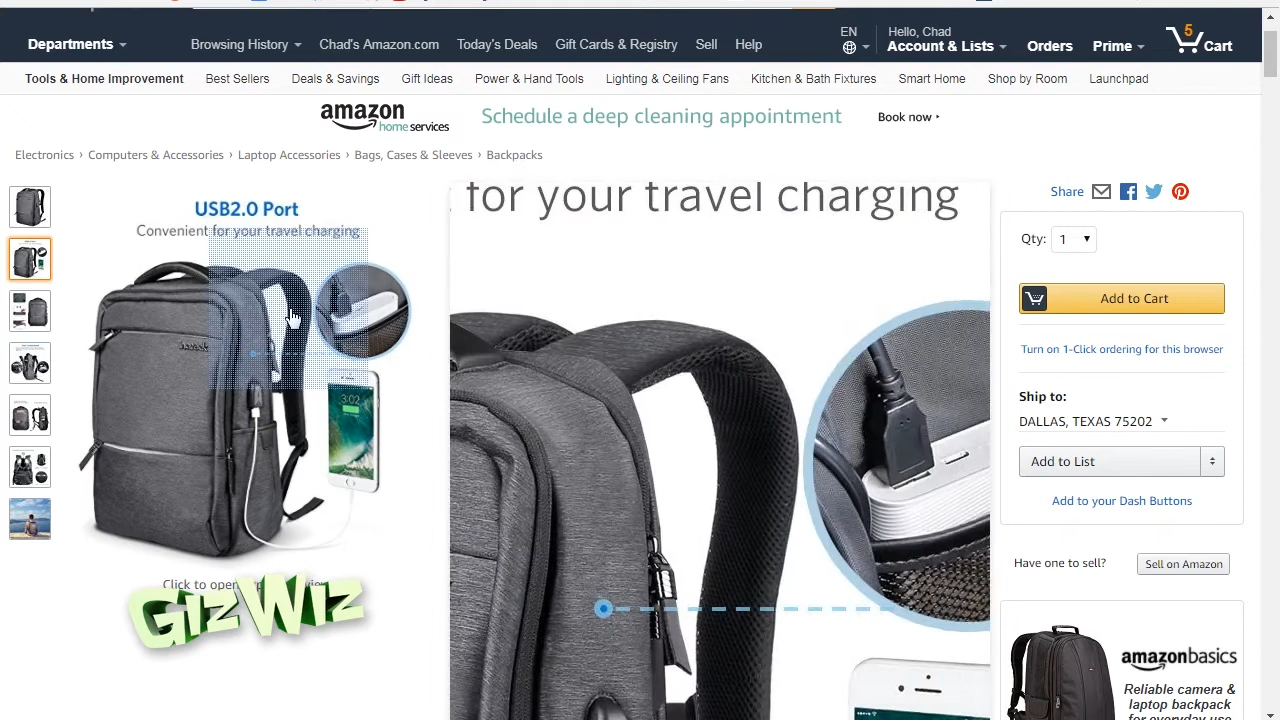 Departments
Browsing History
Chad's Amazon.com
Today's Deals
Gift Cards & Registry
Sell
Help
EN
Hello, Chad
Account & Lists
Orders
Prime
5
Cart
Tools & Home Improvement
Best Sellers
Deals & Savings
Gift Ideas
Power & Hand Tools
Lighting & Ceiling Fans
Kitchen & Bath Fixtures
Smart Home
Shop by Room
Launchpad
amazon
home services
Schedule a deep cleaning appointment
Book now
Electronics › Computers & Accessories › Laptop Accessories › Bags, Cases & Sleeves › Backpacks
USB2.0 Port
Convenient for your travel charging
for your travel charging
Share
Qty: 1
Add to Cart
Turn on 1-Click ordering for this browser
Ship to:
DALLAS, TEXAS 75202
Add to List
Add to your Dash Buttons
Have one to sell?
Sell on Amazon
Click to open
GizWiz
amazonbasics
Reliable camera &
laptop backpack
for everyday use